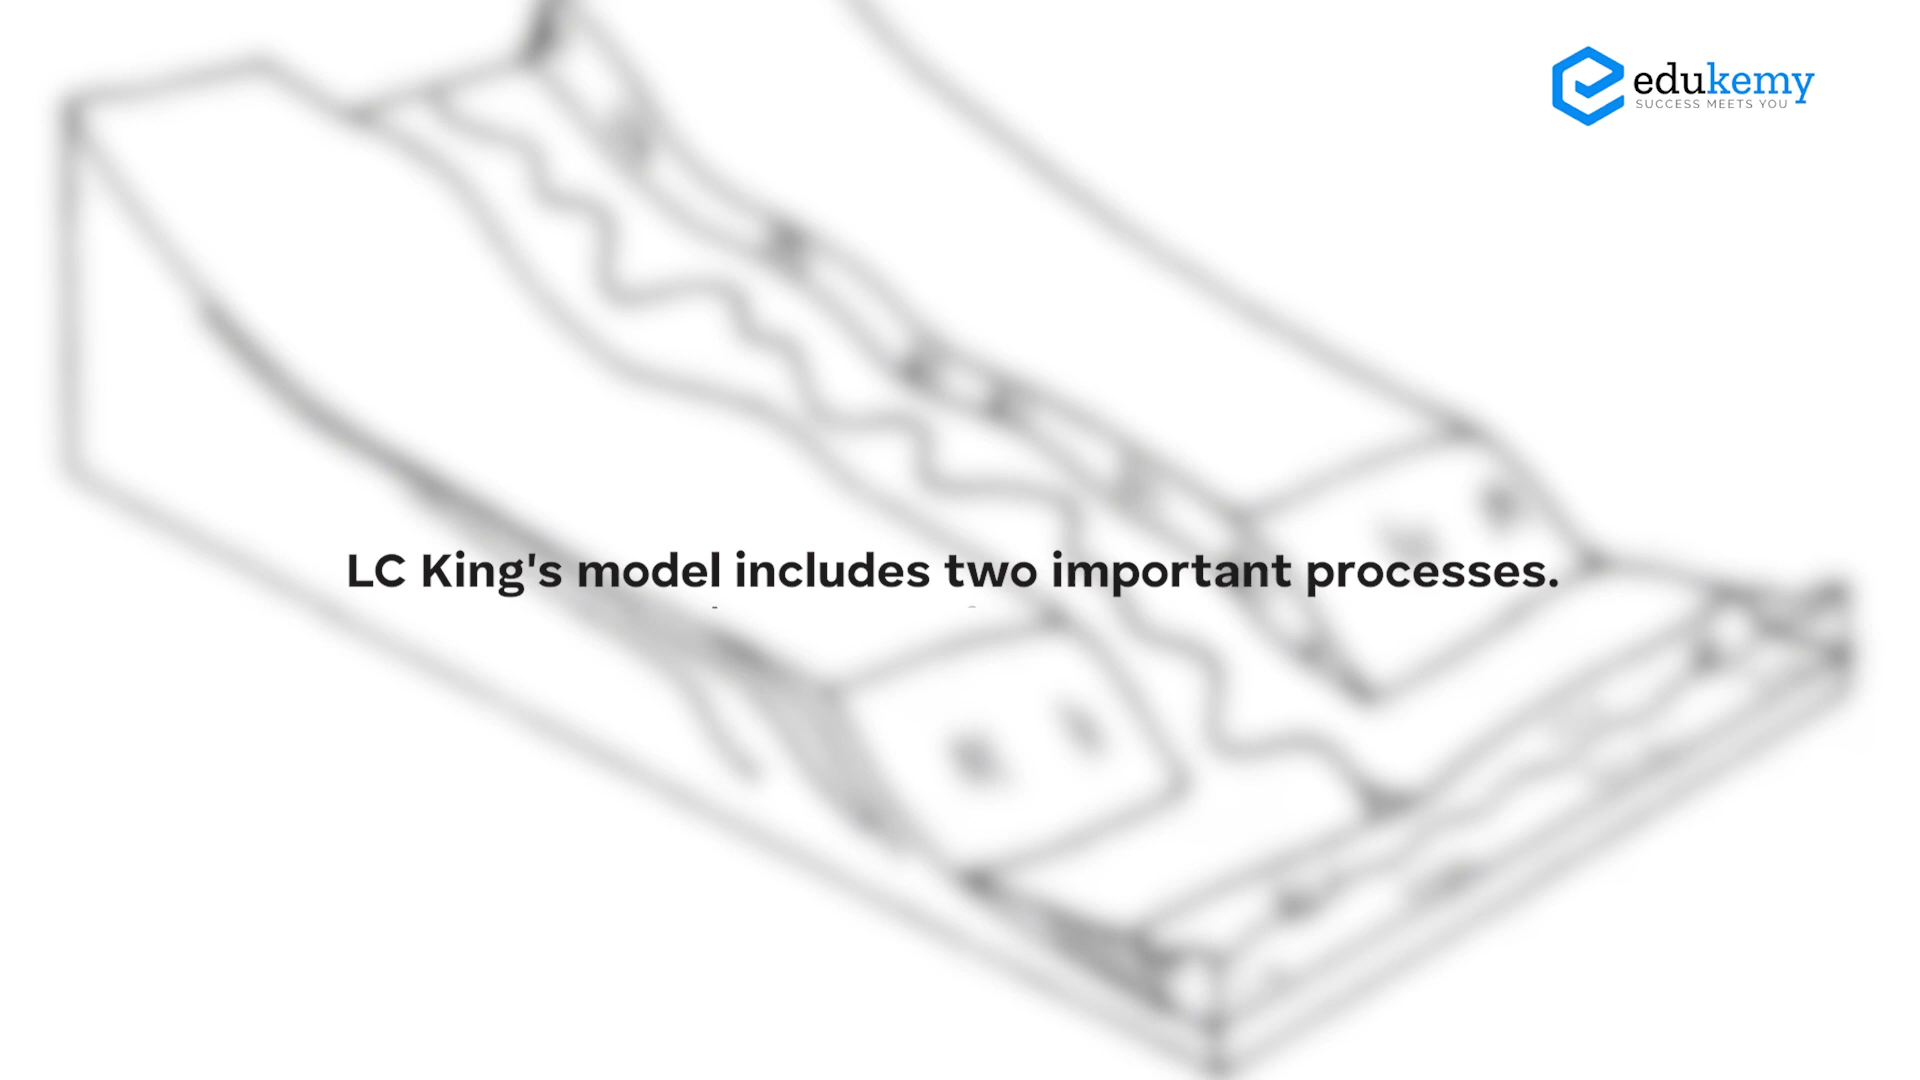 edukemy
SUCCESS MEETS YOU
LC King's model includes two important processes.